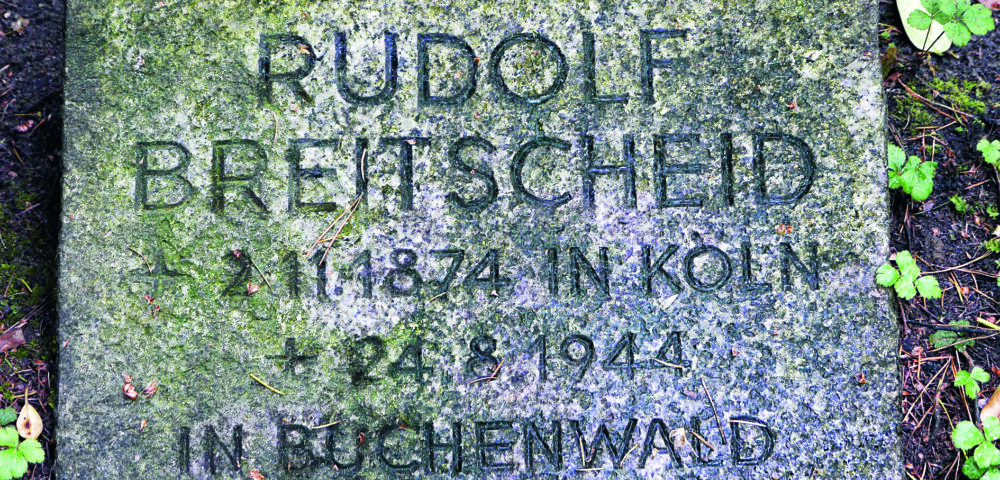 RUDOLF
BREITSCHEID
* 2·11·1874 IN KÖLN
+ 24·8·1944
IN BUCHENWALD